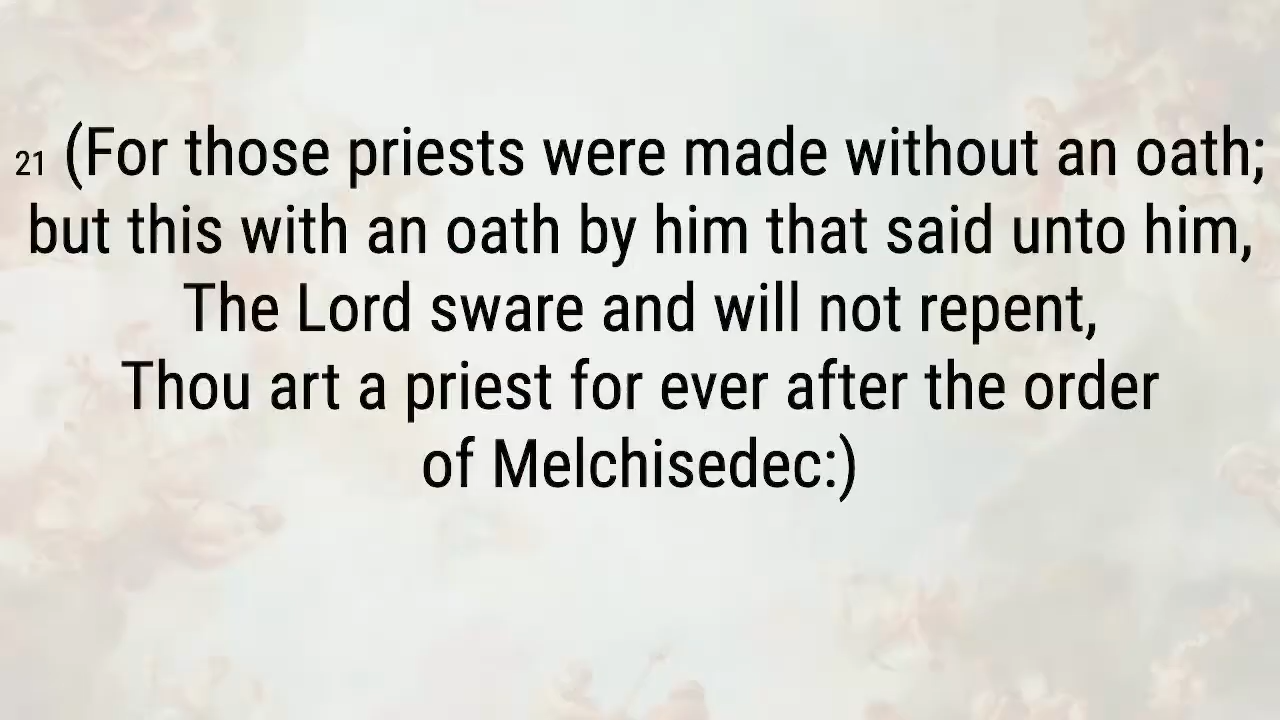 21 (For those priests were made without an oath;
but this with an oath by him that said unto him,
The Lord sware and will not repent,
Thou art a priest for ever after the order
of Melchisedec:)